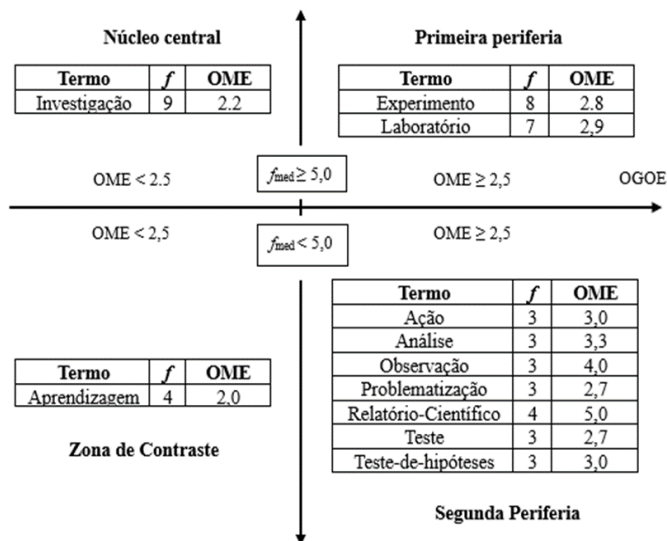 Núcleo central
Primeira periferia
Termo f OME
Investigação 9 2.2
Termo f OME
Experimento 8 2.8
Laboratório 7 2,9
OME < 2.5
fmed ≥ 5,0
OME ≥ 2,5
OGOE
OME < 2,5
fmed < 5,0
OME ≥ 2,5
Termo f OME
Aprendizagem 4 2,0
Zona de Contraste
Termo f OME
Ação 3 3,0
Análise 3 3,3
Observação 3 4,0
Problematização 3 2,7
Relatório-Científico 4 5,0
Teste 3 2,7
Teste-de-hipóteses 3 3,0
Segunda Periferia